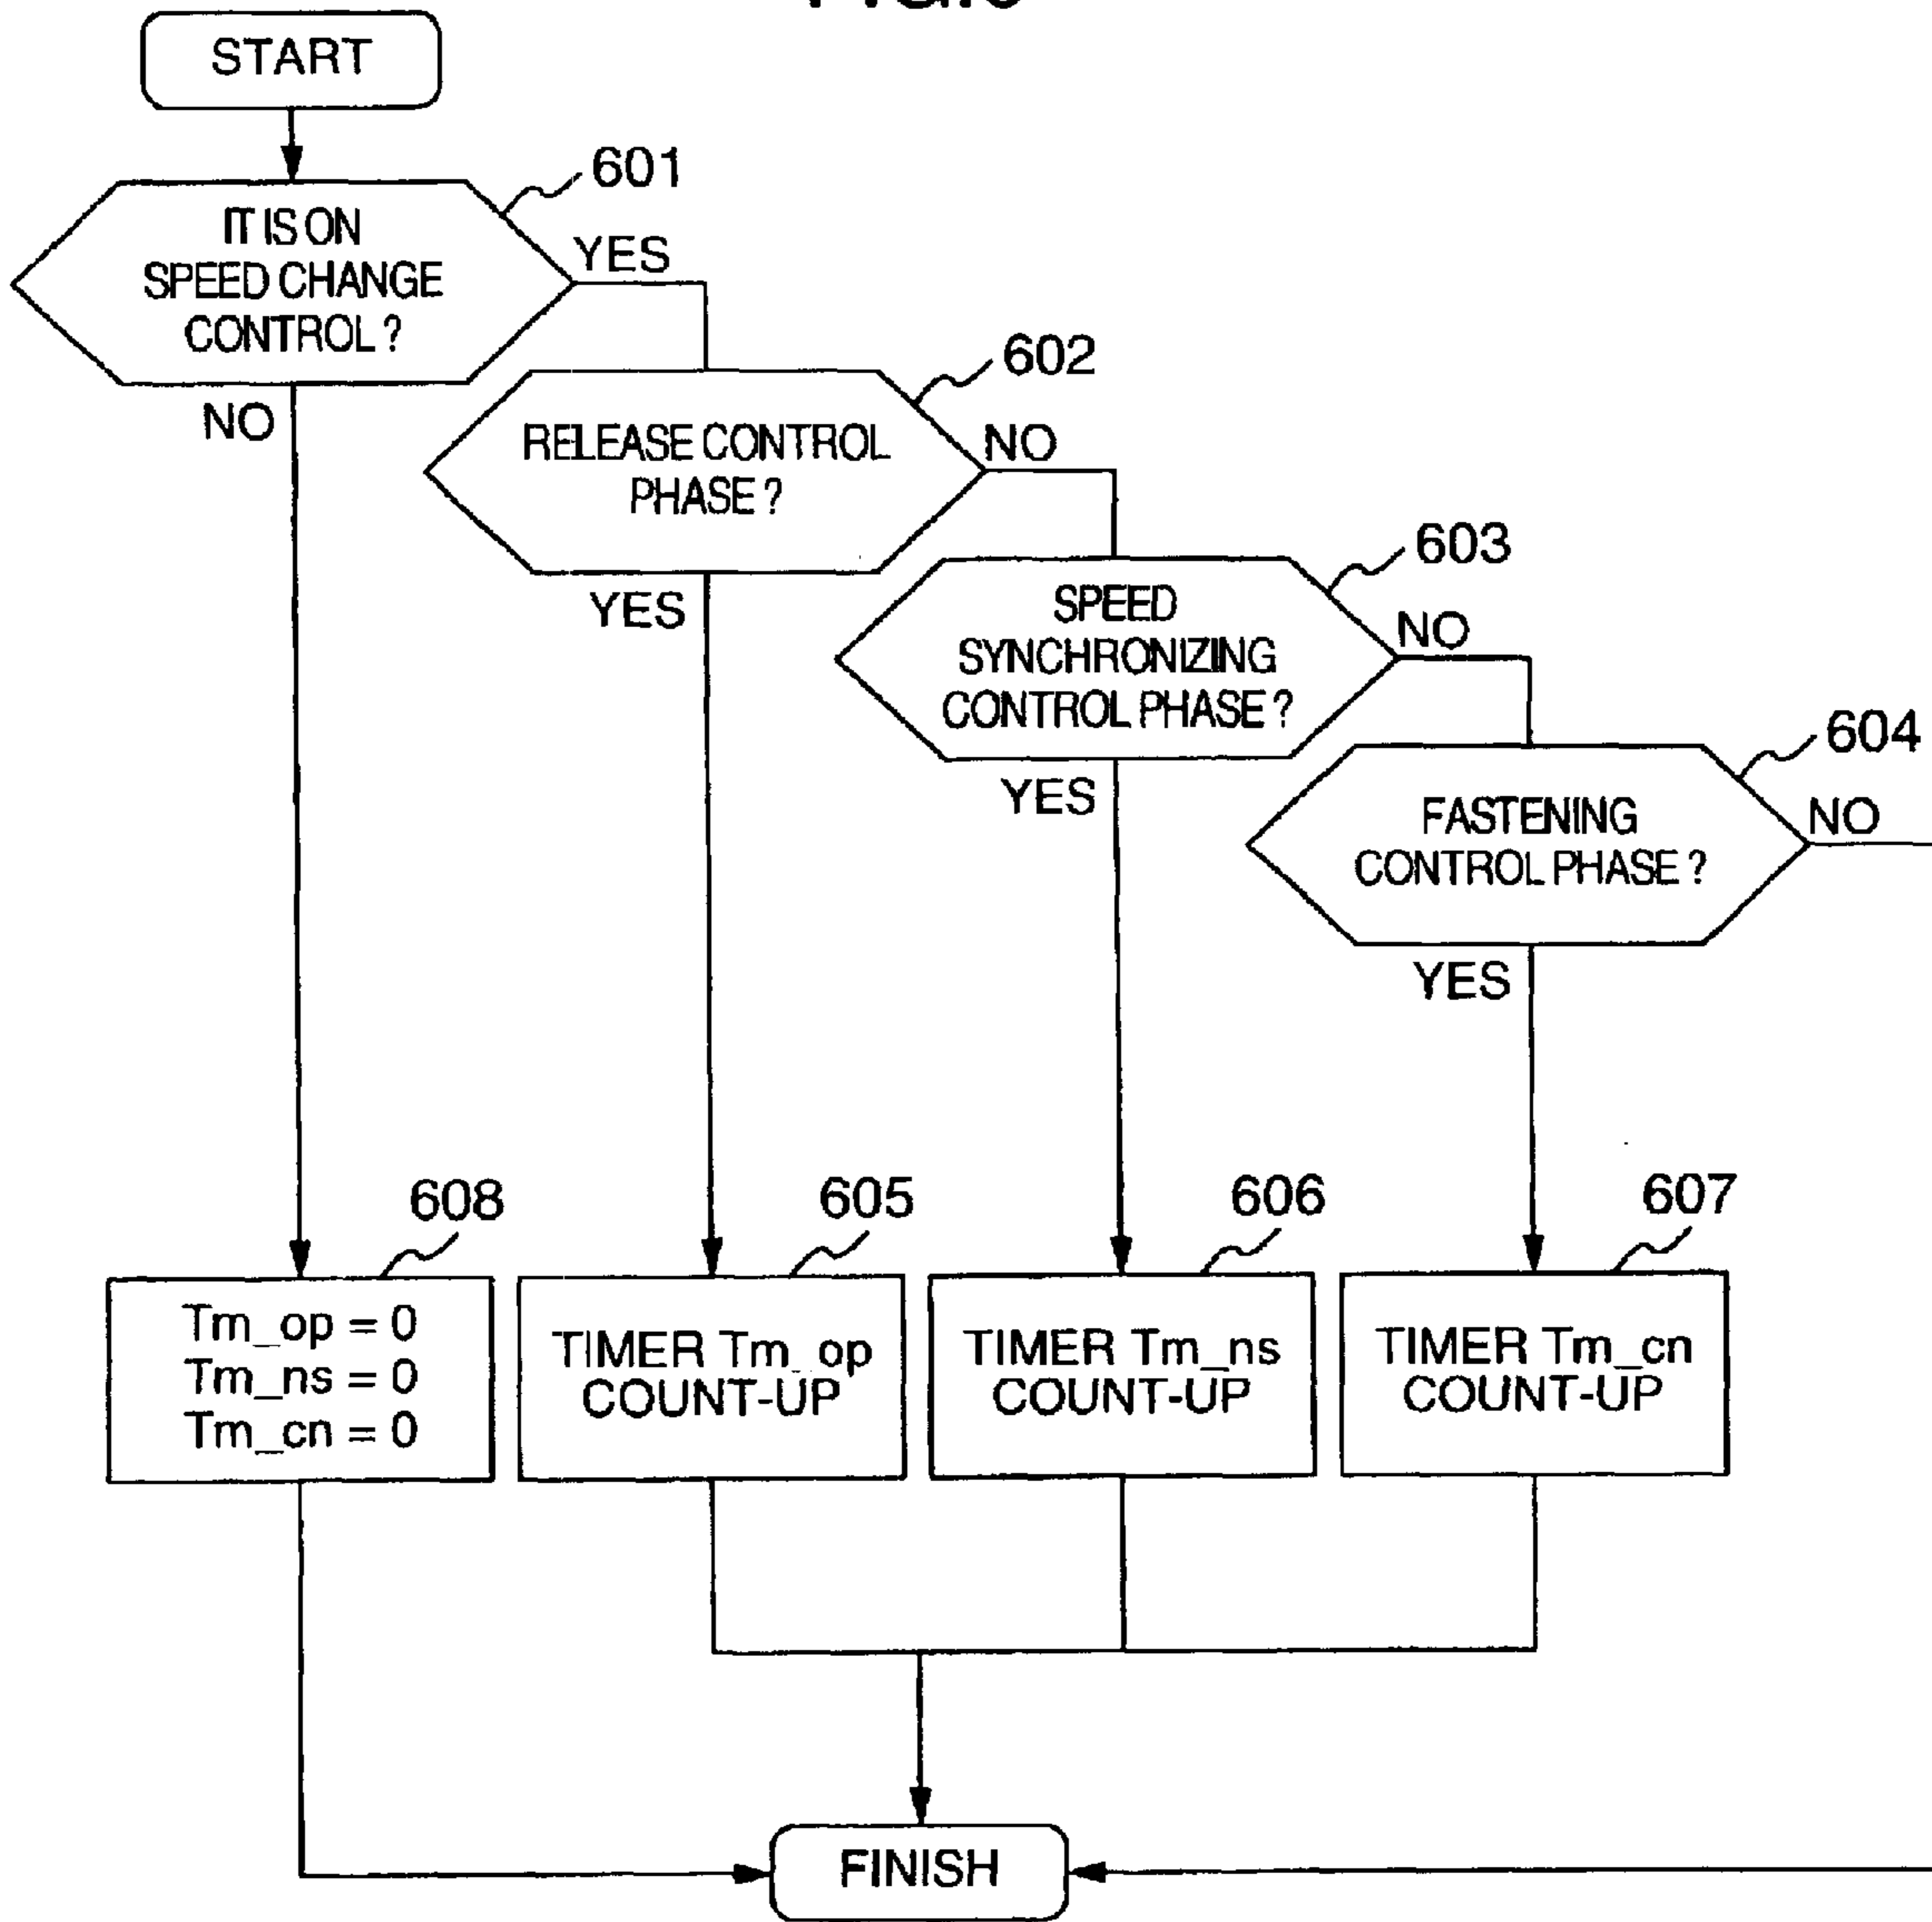 START
601
IT IS ON
SPEED CHANGE
CONTROL?
YES
NO
602
RELEASE CONTROL
PHASE?
NO
YES
603
SPEED
SYNCHRONIZING
CONTROL PHASE?
NO
YES
604
FASTENING
CONTROL PHASE?
NO
YES
608
Tm_op = 0
Tm_ns = 0
Tm_cn = 0
605
TIMER Tm_op
COUNT-UP
606
TIMER Tm_ns
COUNT-UP
607
TIMER Tm_cn
COUNT-UP
FINISH